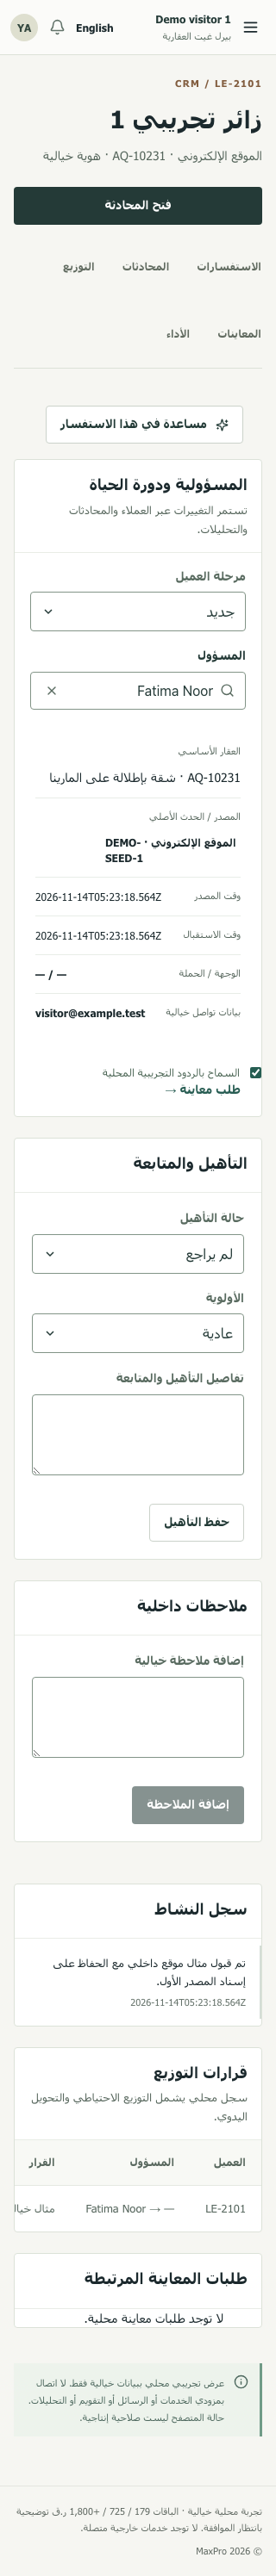 Demo visitor 1
بيرل غيت العقارية
English
YA
CRM / LE-2101
زائر تجريبي 1
الموقع الإلكتروني · AQ-10231 · هوية خيالية
فتح المحادثة
الاستفسارات
المحادثات
التوزيع
المعاينات
الأداء
مساعدة في هذا الاستفسار
المسؤولية ودورة الحياة
تستمر التغييرات عبر العملاء والمحادثات
والتحليلات.
مرحلة العميل
جديد
المسؤول
Fatima Noor
العقار الأساسي
AQ-10231 · شقة بإطلالة على المارينا
المصدر / الحدث الأصلي
الموقع الإلكتروني · DEMO-
SEED-1
وقت المصدر
2026-11-14T05:23:18.564Z
وقت الاستقبال
2026-11-14T05:23:18.564Z
الوجهة / الحملة
— / —
بيانات تواصل خيالية
visitor@example.test
السماح بالردود التجريبية المحلية
طلب معاينة →
التأهيل والمتابعة
حالة التأهيل
لم يراجع
الأولوية
عادية
تفاصيل التأهيل والمتابعة
حفظ التأهيل
ملاحظات داخلية
إضافة ملاحظة خيالية
إضافة الملاحظة
سجل النشاط
تم قبول مثال موقع داخلي مع الحفاظ على
إسناد المصدر الأول.
2026-11-14T05:23:18.564Z
قرارات التوزيع
سجل محلي يشمل التوزيع الاحتياطي والتحويل
اليدوي.
العميل
المسؤول
القرار
LE-2101
— → Fatima Noor
مثال خيال
طلبات المعاينة المرتبطة
لا توجد طلبات معاينة محلية.
عرض تجريبي محلي ببيانات خيالية فقط. لا اتصال
بمزودي الخدمات أو الرسائل أو التقويم أو التحليلات.
حالة المتصفح ليست صلاحية إنتاجية.
تجربة محلية خيالية · الباقات 179 / 725 / +1,800 ر.ق توضيحية
بانتظار الموافقة. لا توجد خدمات خارجية متصلة.
© 2026 MaxPro